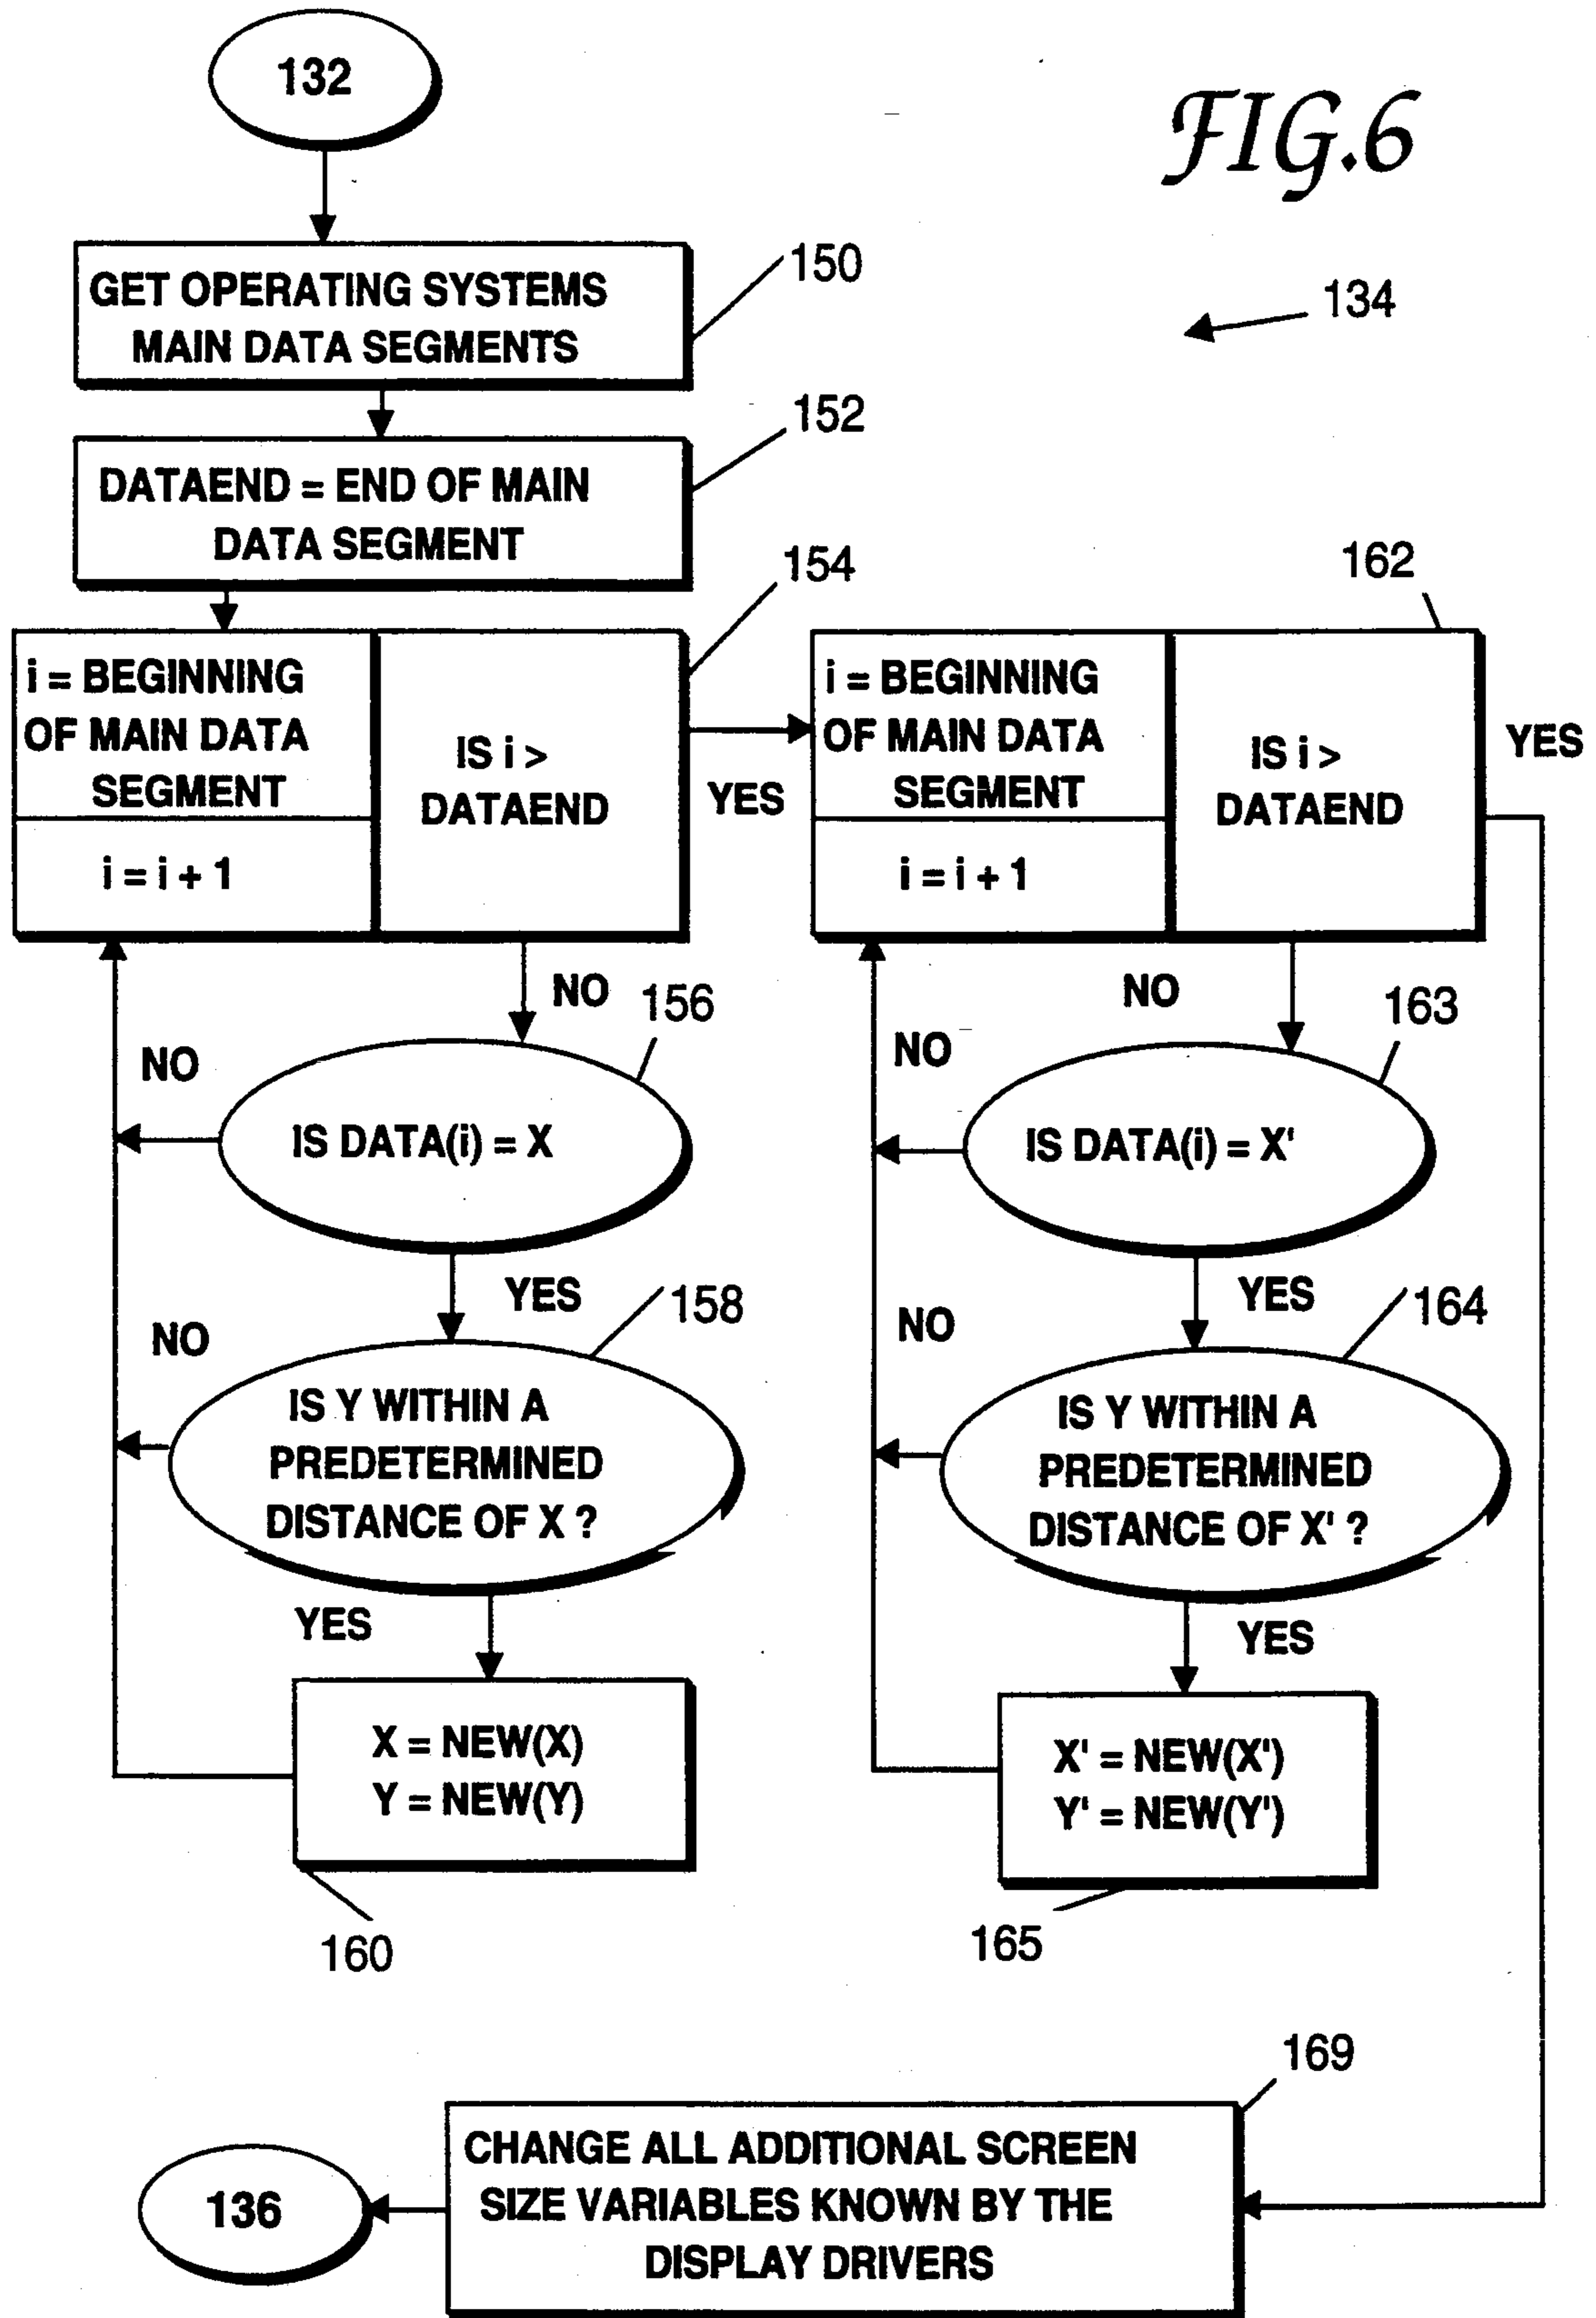 132
FIG.6
GET OPERATING SYSTEMS
MAIN DATA SEGMENTS
150
134
DATAEND = END OF MAIN
DATA SEGMENT
152
154
162
i = BEGINNING
OF MAIN DATA
SEGMENT
i = i + 1
IS i >
DATAEND
YES
i = BEGINNING
OF MAIN DATA
SEGMENT
i = i + 1
IS i >
DATAEND
YES
NO
156
NO
IS DATA(i) = X
YES
158
NO
IS Y WITHIN A
PREDETERMINED
DISTANCE OF X ?
YES
X = NEW(X)
Y = NEW(Y)
160
NO
163
NO
IS DATA(i) = X'
YES
164
NO
IS Y WITHIN A
PREDETERMINED
DISTANCE OF X' ?
YES
X' = NEW(X')
Y' = NEW(Y')
165
169
CHANGE ALL ADDITIONAL SCREEN
SIZE VARIABLES KNOWN BY THE
DISPLAY DRIVERS
136